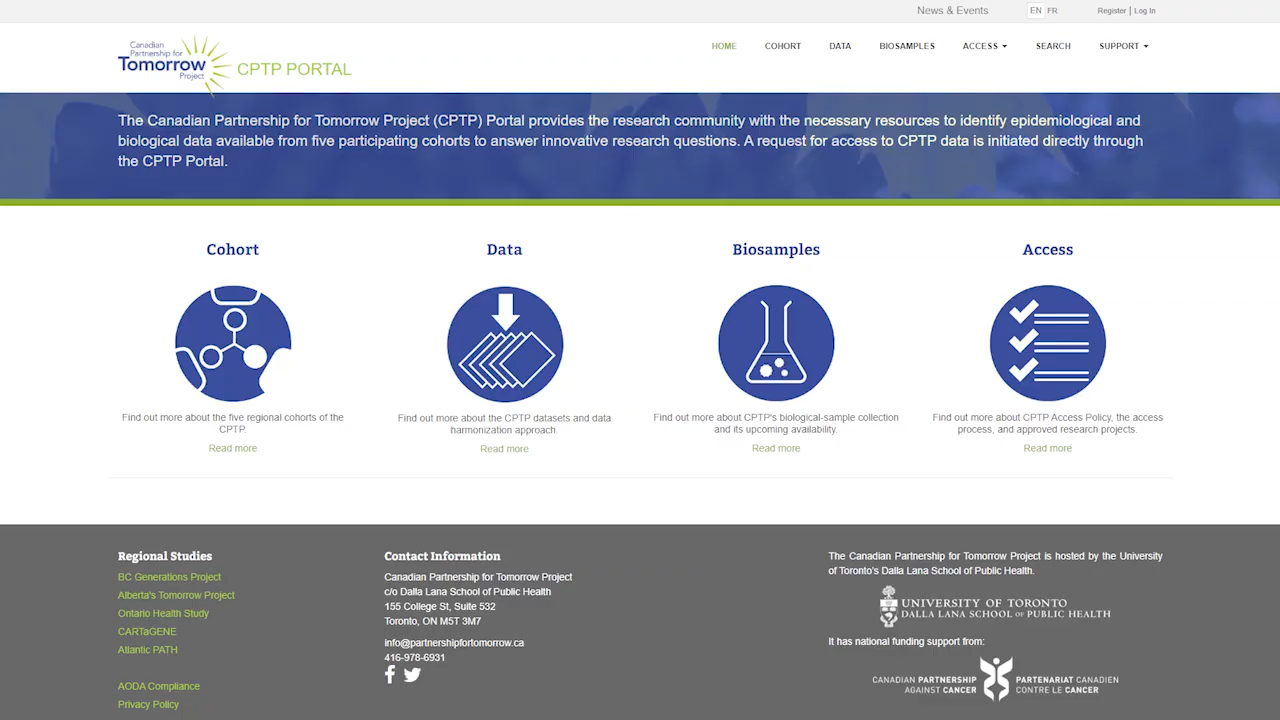 News & Events
EN FR
Register | Log In
Canadian
Partnership for
Tomorrow
Project
CPTP PORTAL
HOME
COHORT
DATA
BIOSAMPLES
ACCESS
SEARCH
SUPPORT
The Canadian Partnership for Tomorrow Project (CPTP) Portal provides the research community with the necessary resources to identify epidemiological and
biological data available from five participating cohorts to answer innovative research questions. A request for access to CPTP data is initiated directly through
the CPTP Portal.
Cohort
Find out more about the five regional cohorts of the
CPTP.
Read more
Data
Find out more about the CPTP datasets and data
harmonization approach.
Read more
Biosamples
Find out more about CPTP's biological-sample collection
and its upcoming availability.
Read more
Access
Find out more about CPTP Access Policy, the access
process, and approved research projects.
Read more
Regional Studies
BC Generations Project
Alberta's Tomorrow Project
Ontario Health Study
CARTaGENE
Atlantic PATH
AODA Compliance
Privacy Policy
Contact Information
Canadian Partnership for Tomorrow Project
c/o Dalla Lana School of Public Health
155 College St, Suite 532
Toronto, ON M5T 3M7
info@partnershipfortomorrow.ca
416-978-6931
The Canadian Partnership for Tomorrow Project is hosted by the University
of Toronto's Dalla Lana School of Public Health.
UNIVERSITY OF TORONTO
DALLA LANA SCHOOL OF PUBLIC HEALTH
It has national funding support from:
CANADIAN PARTNERSHIP
AGAINST CANCER
PARTENARIAT CANADIEN
CONTRE LE CANCER